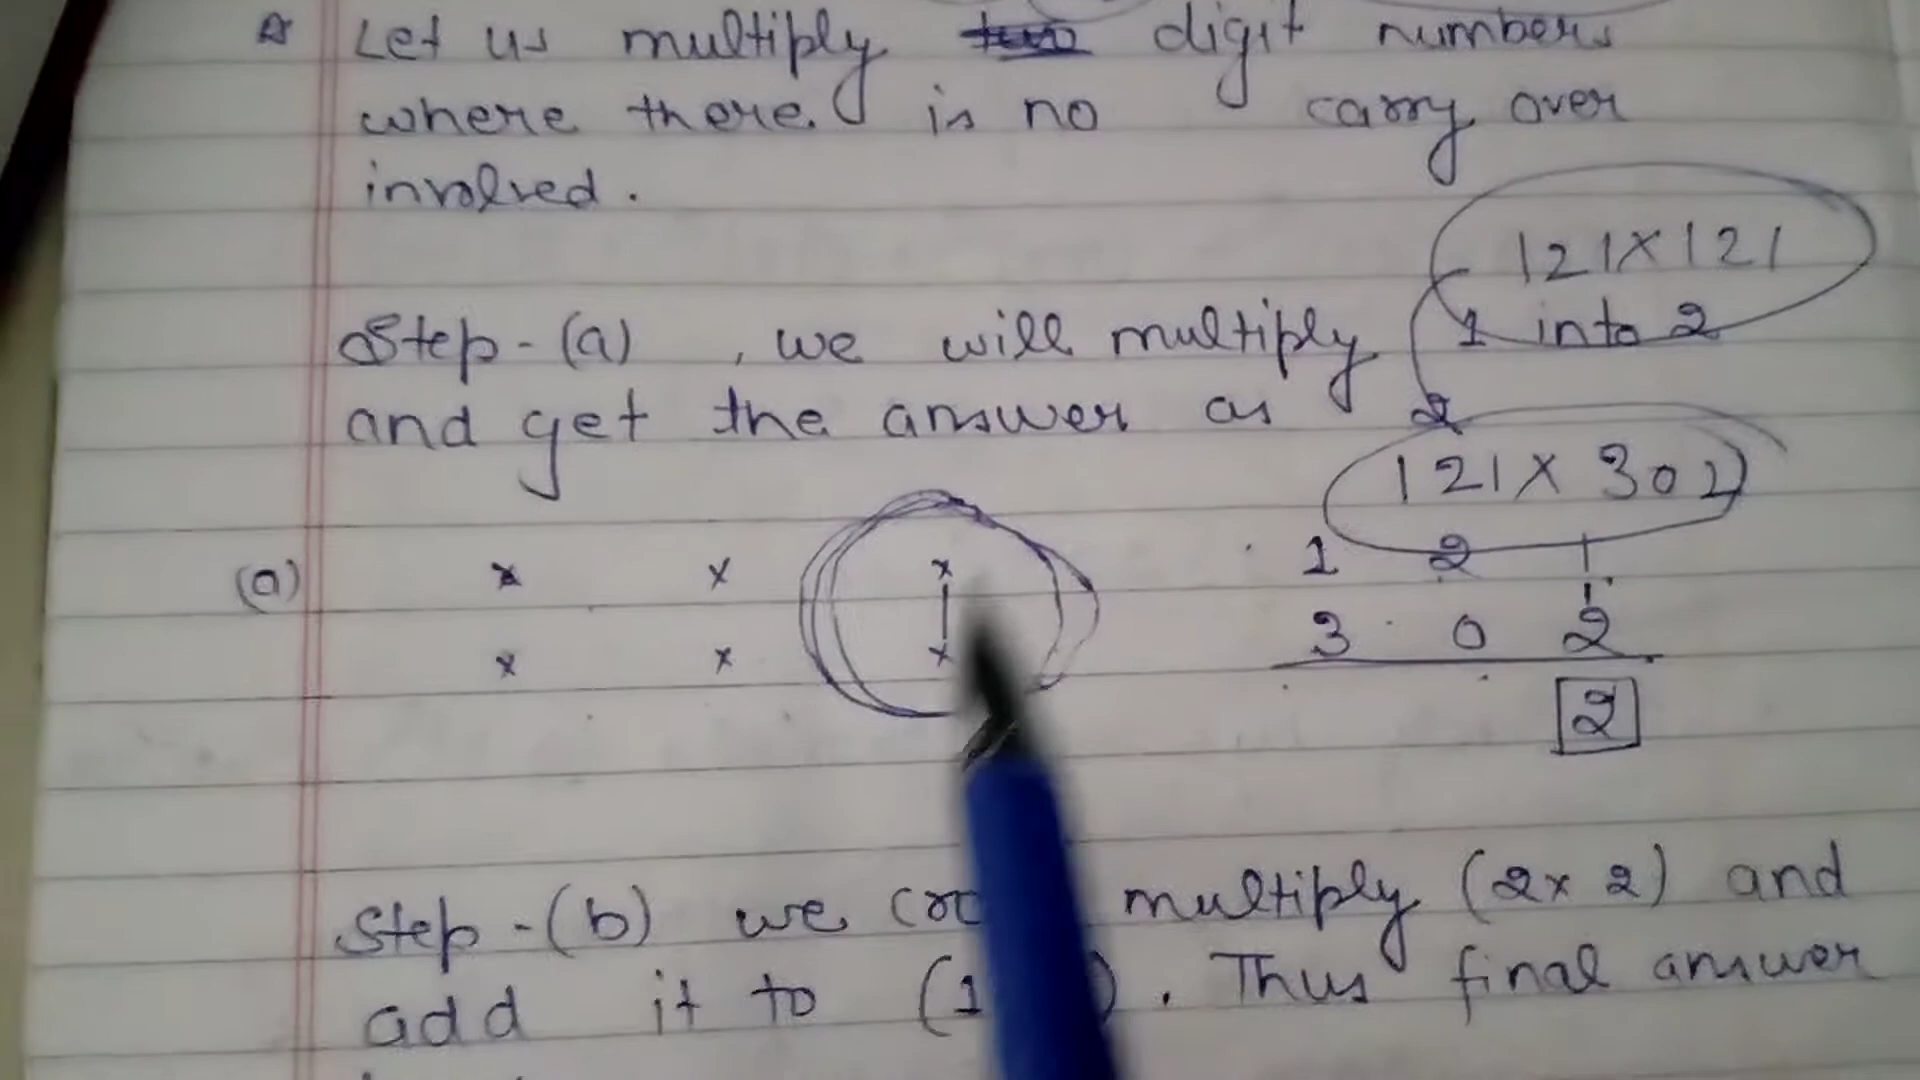 Let us multiply digit numbers
where there is no carry over
involved.
121×121
Step-(a) , we will multiply 1 into 2
and get the answer as 2
121×302
(a) × × × 1 2 1
× × × 3 0 2
2
Step-(b) we multiply (2×2) and
add it to (1 ). Thus final answer